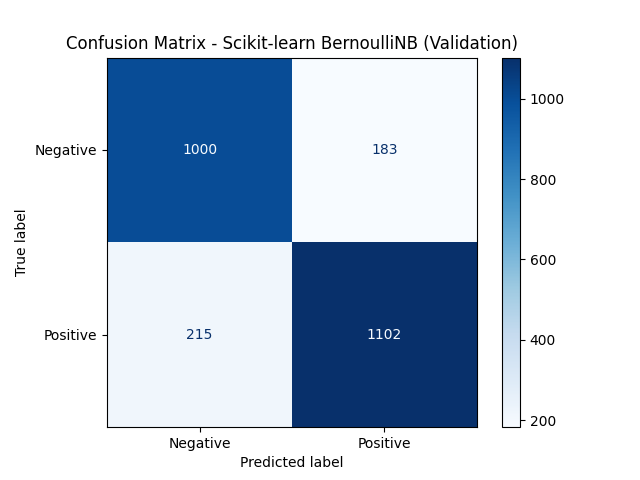 Confusion Matrix - Scikit-learn BernoulliNB (Validation)
True label
Negative
1000
183
Positive
215
1102
Negative
Positive
Predicted label
1000
800
600
400
200